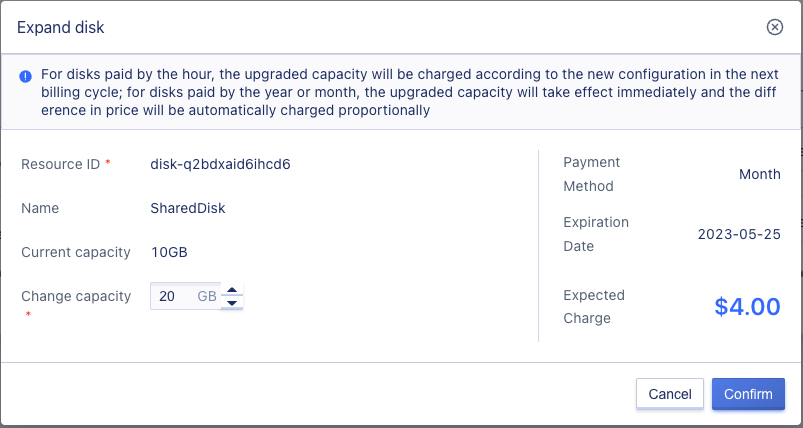 Expand disk
For disks paid by the hour, the upgraded capacity will be charged according to the new configuration in the next
billing cycle; for disks paid by the year or month, the upgraded capacity will take effect immediately and the diff
erence in price will be automatically charged proportionally
Resource ID * disk-q2bdxaid6ihcd6
Name SharedDisk
Current capacity 10GB
Change capacity * 20 GB
Payment
Method
Month
Expiration
Date
2023-05-25
Expected
Charge
$4.00
Cancel Confirm